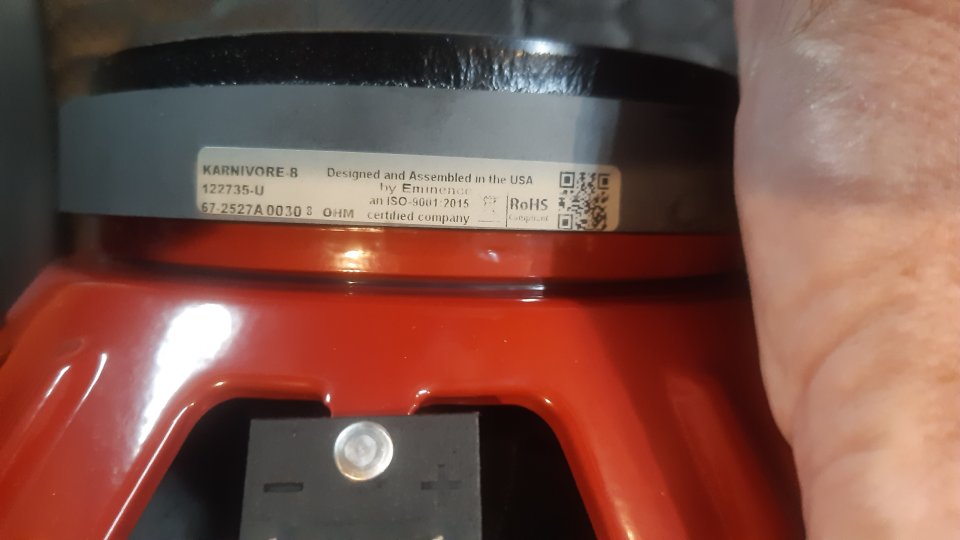 KARNIVORE-8
122735-U
67-2527A 0030 8 OHM
Designed and Assembled in the USA
by Eminence
an ISO-9001:2015
certified company
RoHS
compliant
- +